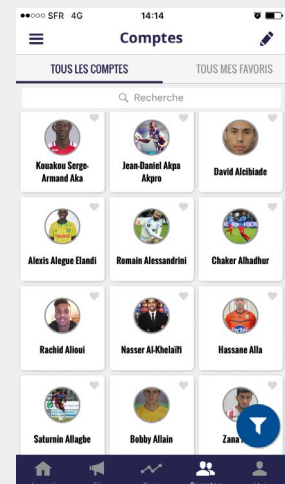 SFR 4G 14:14
Comptes
TOUS LES COMPTES TOUS MES FAVORIS
Recherche
Kouakou Serge-
Armand Aka
Jean-Daniel Akpa
Akpro
David Alcibiade
Alexis Alegue Elandi
Romain Alessandrini
Chaker Alhadhur
Rachid Alioui
Nasser Al-Khelaïfi
Hassane Alla
Saturnin Allagbe
Bobby Allain
Zana